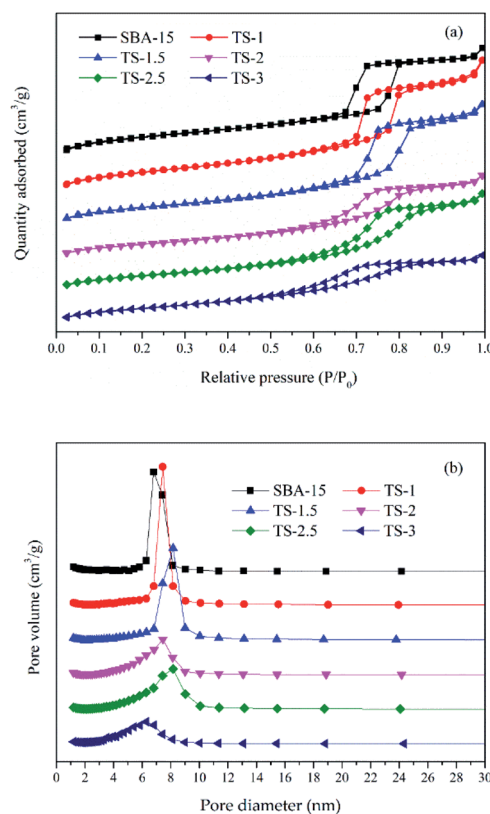 (a)
SBA-15 TS-1
TS-1.5 TS-2
TS-2.5 TS-3
Quantity adsorbed (cm³/g)
0.0 0.1 0.2 0.3 0.4 0.5 0.6 0.7 0.8 0.9 1.0
Relative pressure (P/P₀)
(b)
SBA-15 TS-1
TS-1.5 TS-2
TS-2.5 TS-3
Pore volume (cm³/g)
0 2 4 6 8 10 12 14 16 18 20 22 24 26 28 30
Pore diameter (nm)